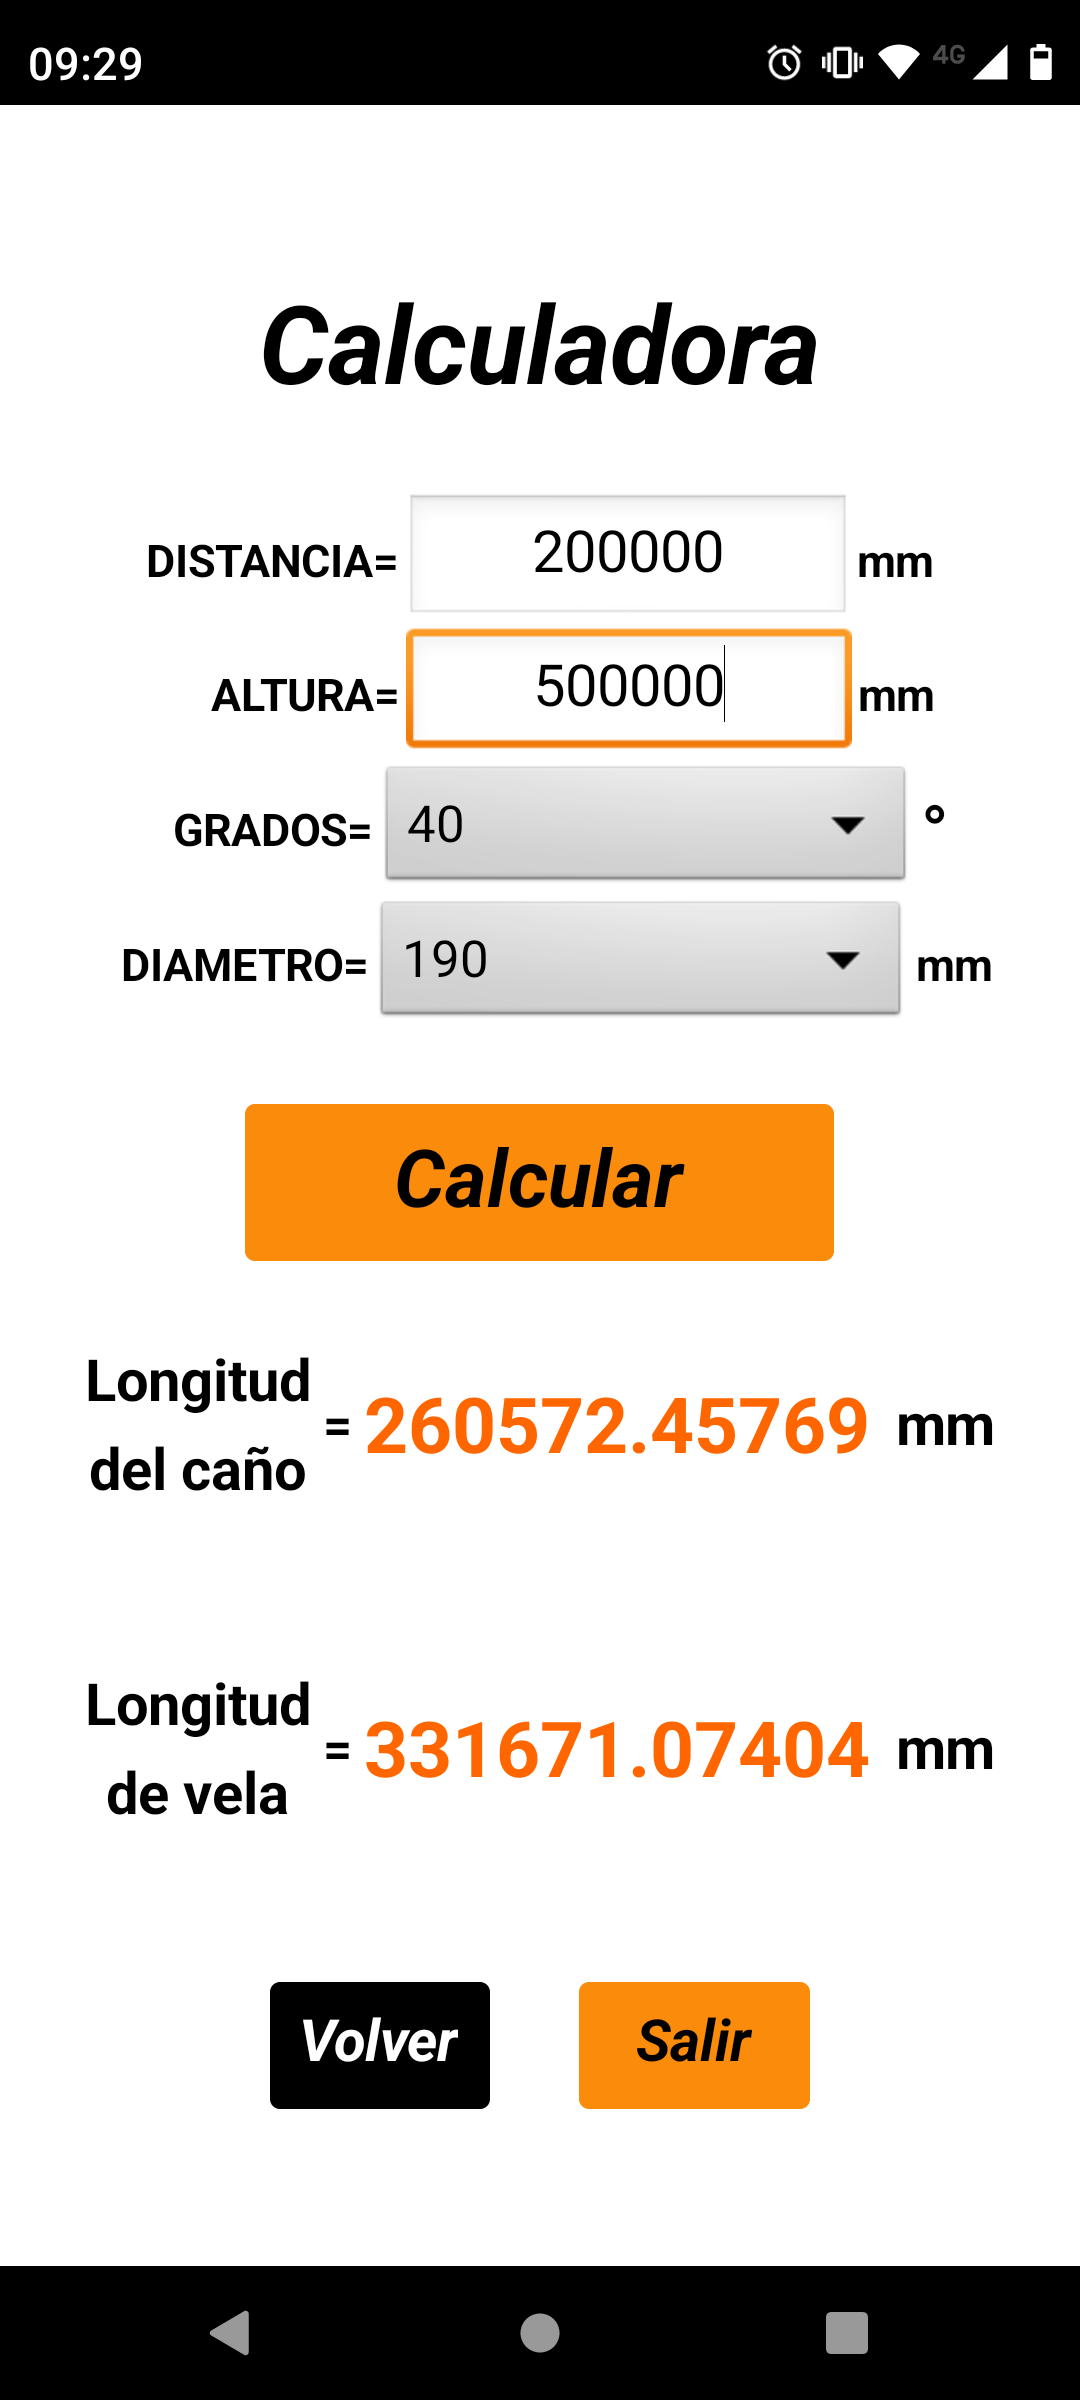 09:29
4G
Calculadora
DISTANCIA= 200000 mm
ALTURA= 500000 mm
GRADOS= 40 °
DIAMETRO= 190 mm
Calcular
Longitud
del caño = 260572.45769 mm
Longitud
de vela = 331671.07404 mm
Volver Salir